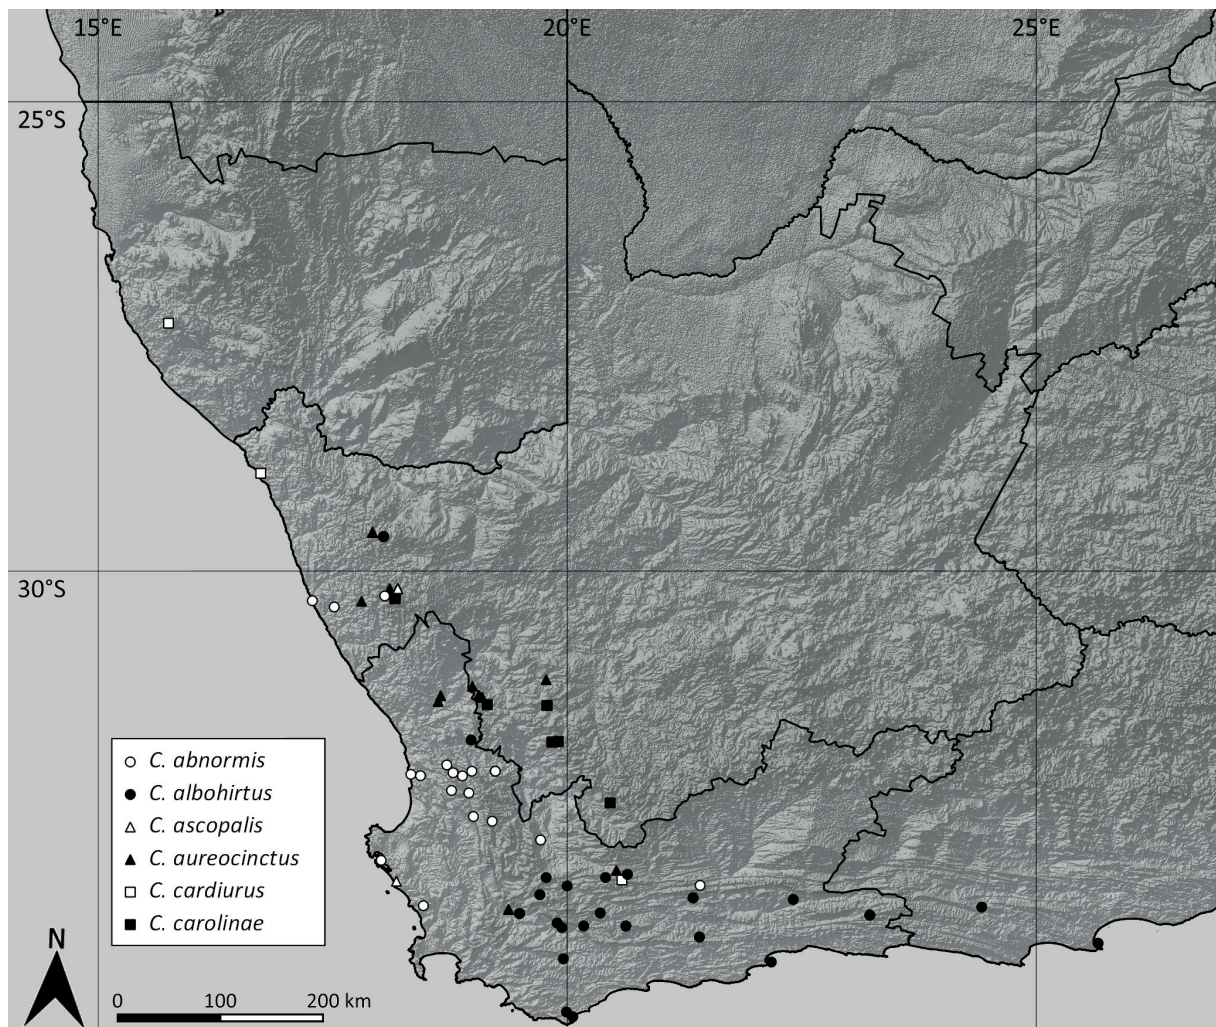 15°E 20°E 25°E
25°S
30°S
C. abnormis
C. albohirtus
C. ascopalis
C. aureocinctus
C. cardiurus
C. carolinae
N
0 100 200 km